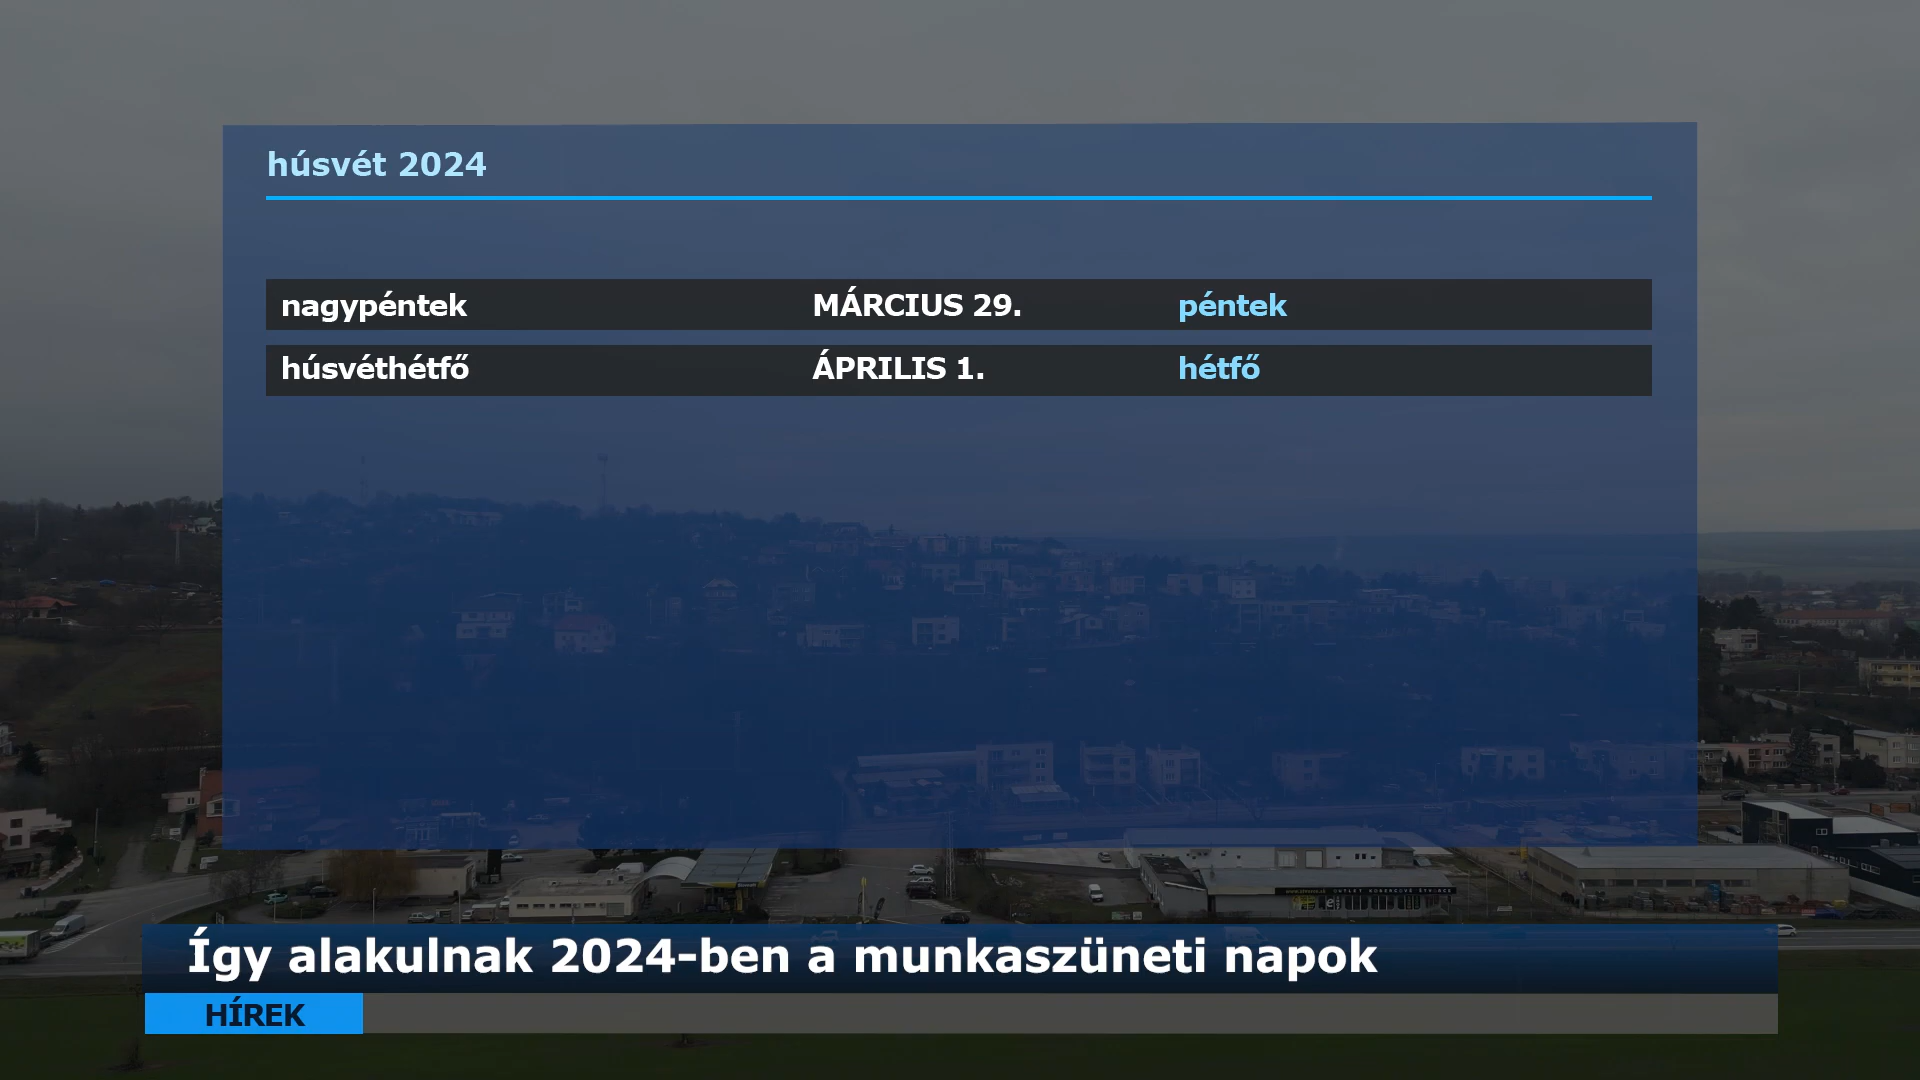 húsvét 2024
nagypéntek MÁRCIUS 29. péntek
húsvéthétfő ÁPRILIS 1. hétfő
Így alakulnak 2024-ben a munkaszüneti napok
HÍREK